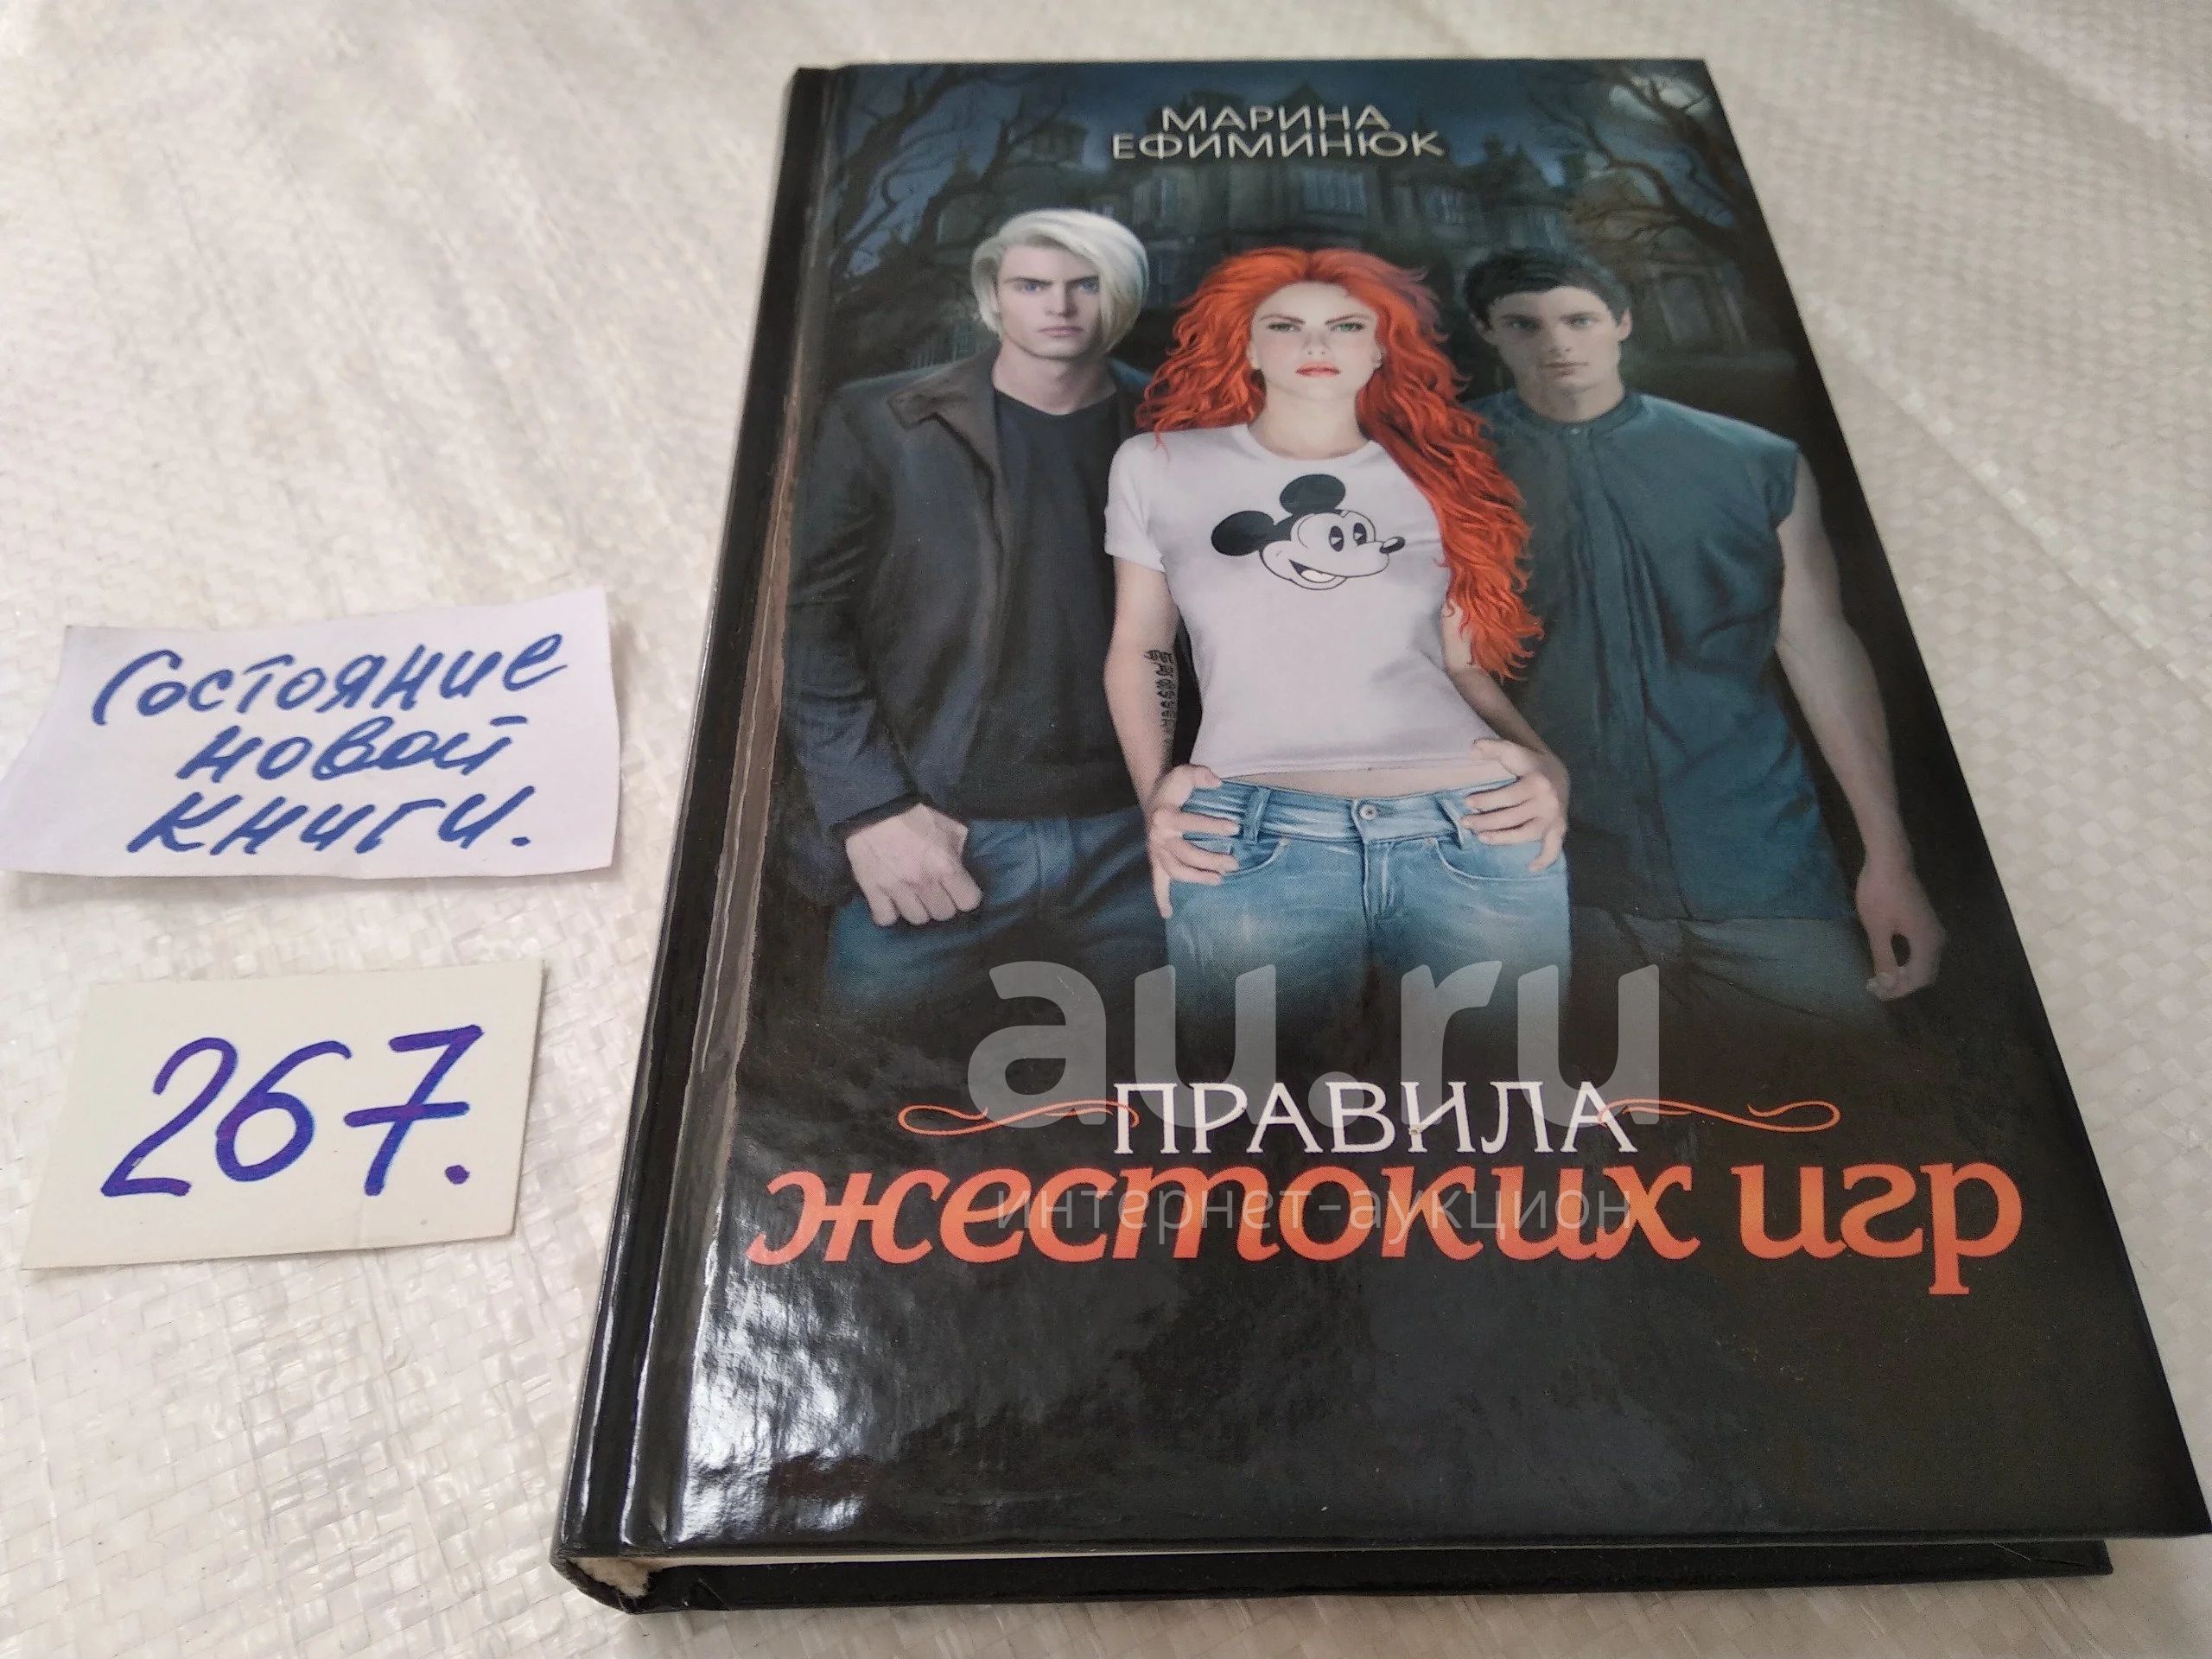 МАРИНА
ЕФИМИНЮК
Состояние
новой
книги.
267.
au.ru
ПРАВИЛА
жестоких игр
интернет-аукцион